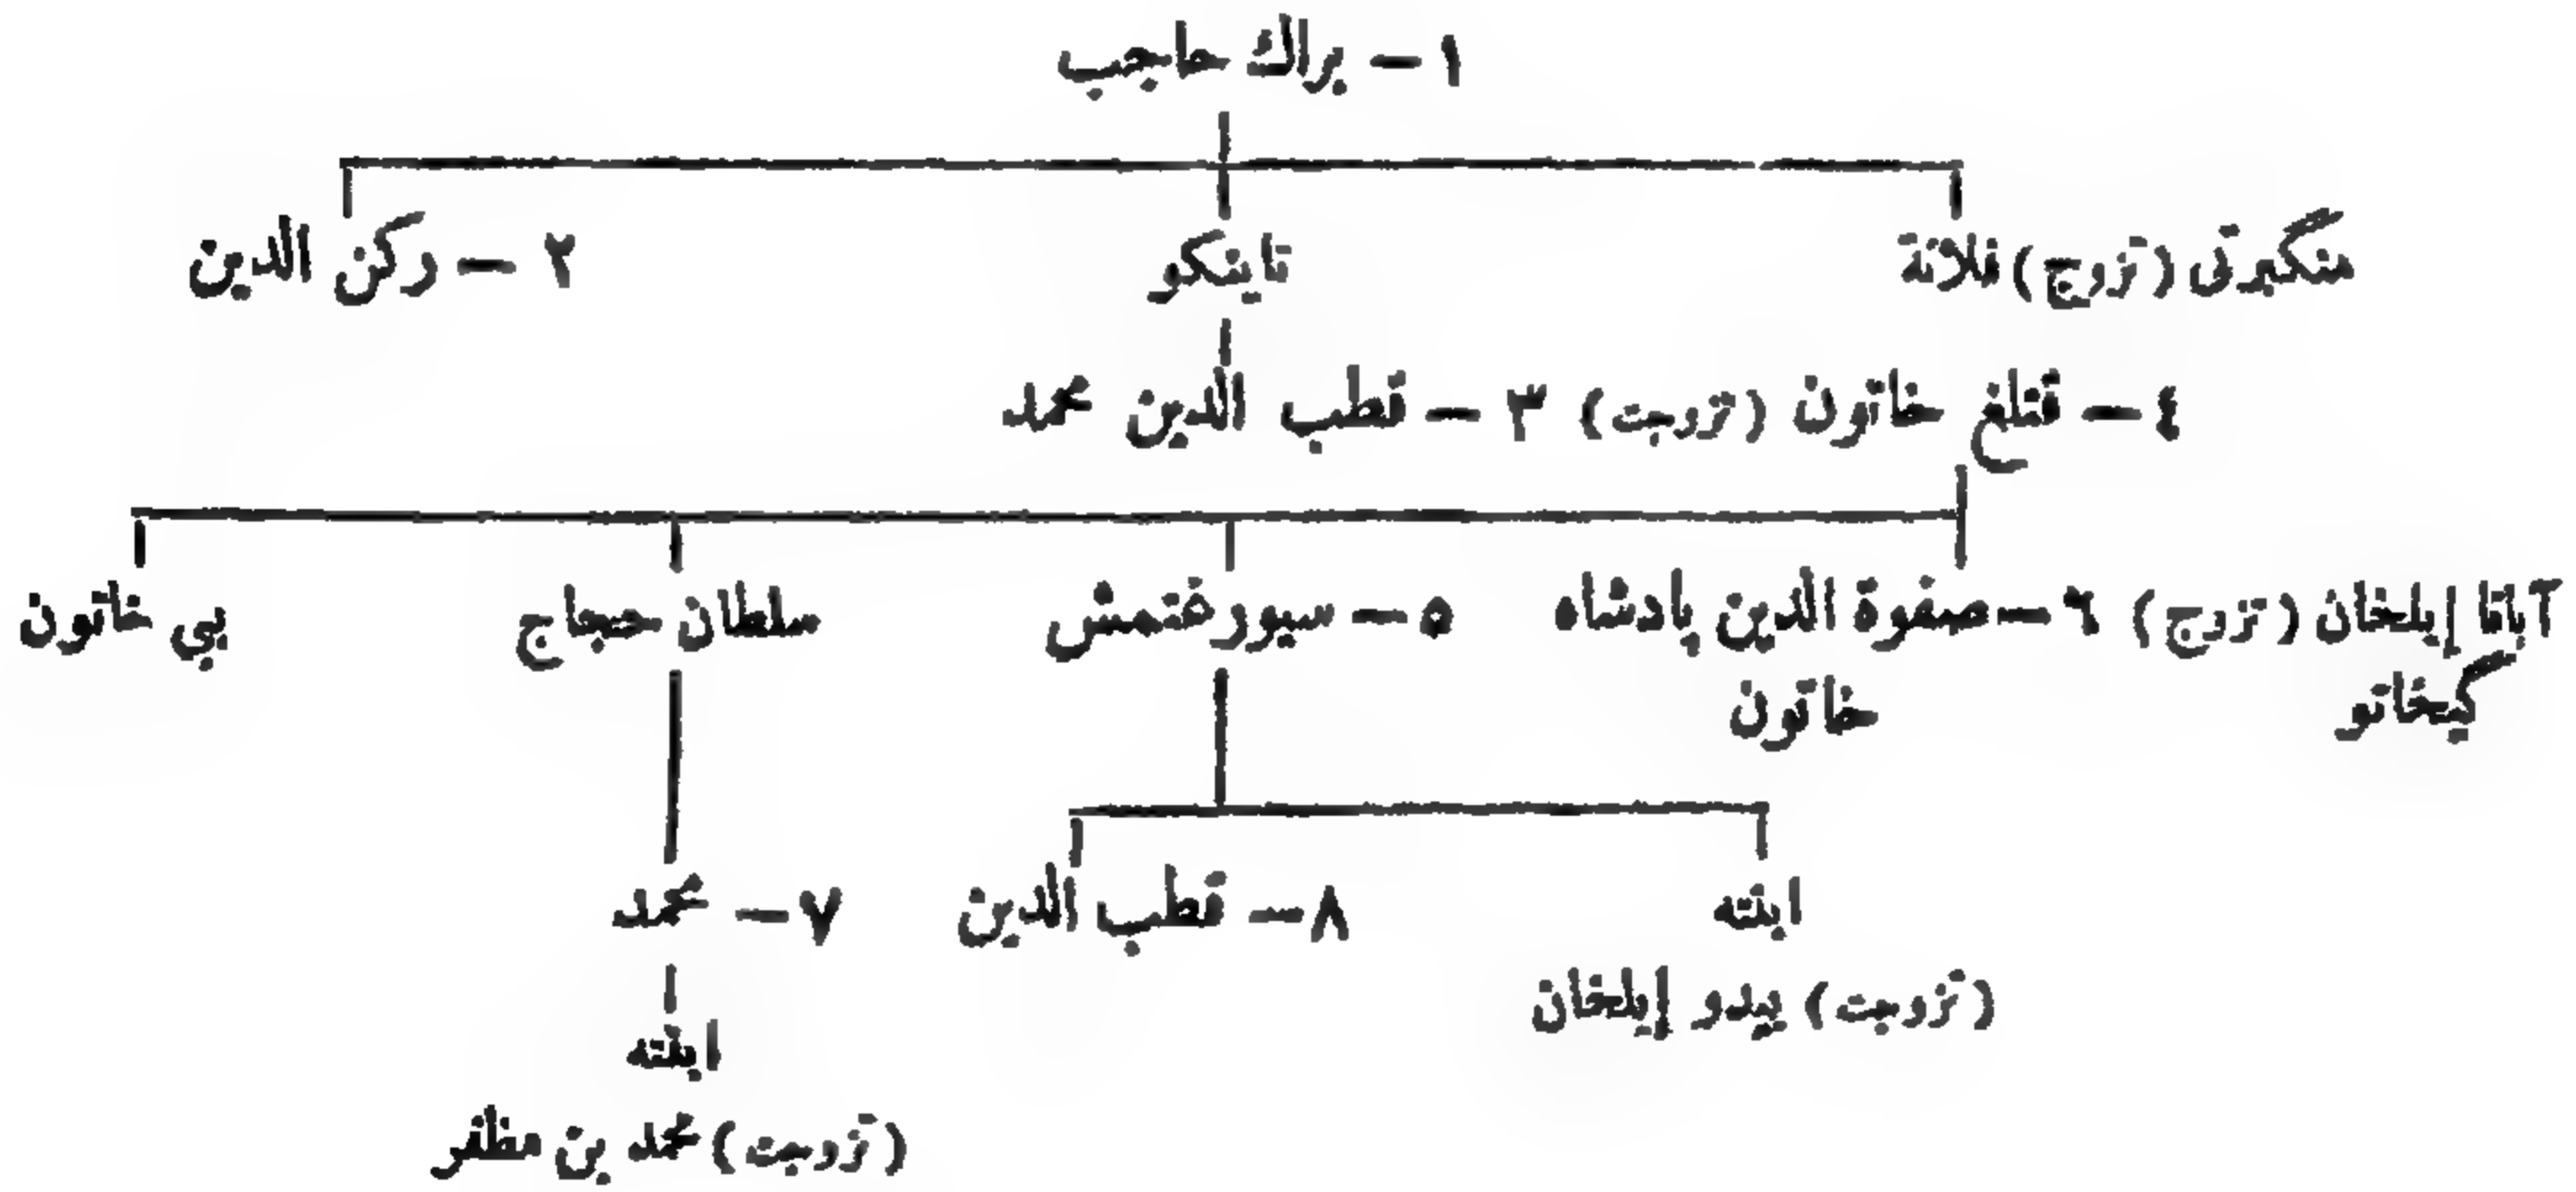 ١ - براك حاجب
منگبرتى (تزوج) فلانة
تاينكو
٢ - ركن الدين
٤ - قتلغ خاتون (تزوجت) ٣ - قطب الدين محمد
آباقا إيلخان (تزوج) ٦ - صفوة الدين پادشاه
كيخاتو
خاتون
٥ - سيورغتمش
سلطان حجاج
بي خاتون
ابنته
(تزوجت) بيدو إيلخان
٨ - قطب الدين
٧ - محمد
ابنته
(تزوجت) محمد بن مظفر